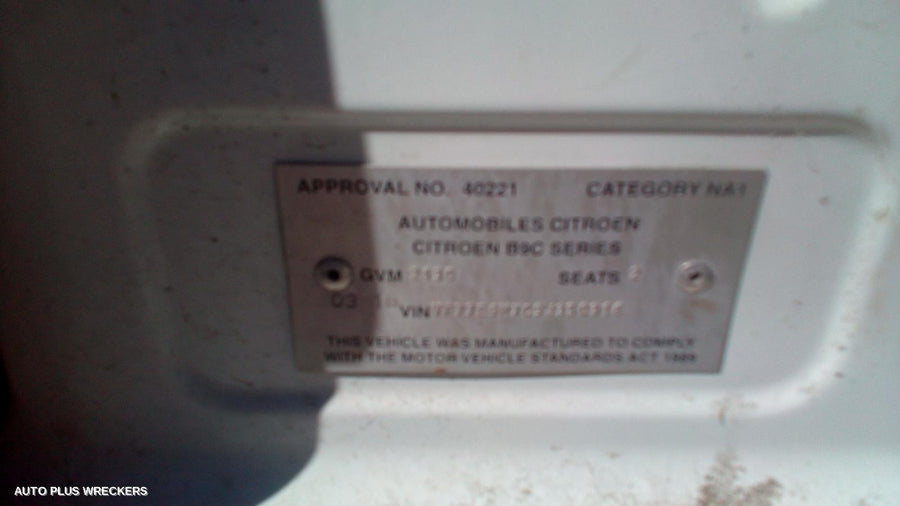 APPROVAL NO. 40221 CATEGORY NA1
AUTOMOBILES CITROEN
CITROEN B9C SERIES
GVM SEATS
03
VIN
THIS VEHICLE WAS MANUFACTURED TO COMPLY
WITH THE MOTOR VEHICLE STANDARDS ACT 1989
AUTO PLUS WRECKERS